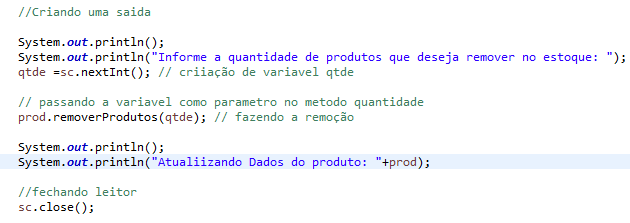 //Criando uma saida
System.out.println();
System.out.println("Informe a quantidade de produtos que deseja remover no estoque: ");
qtde =sc.nextInt(); // criiação de variavel qtde
// passando a variavel como parametro no metodo quantidade
prod.removerProdutos(qtde); // fazendo a remoção
System.out.println();
System.out.println("Atualiizando Dados do produto: "+prod);
//fechando leitor
sc.close();